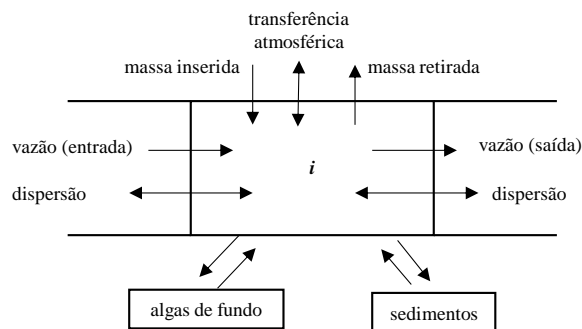 transferência
atmosférica
massa inserida
massa retirada
vazão (entrada)
vazão (saída)
i
dispersão
dispersão
algas de fundo
sedimentos